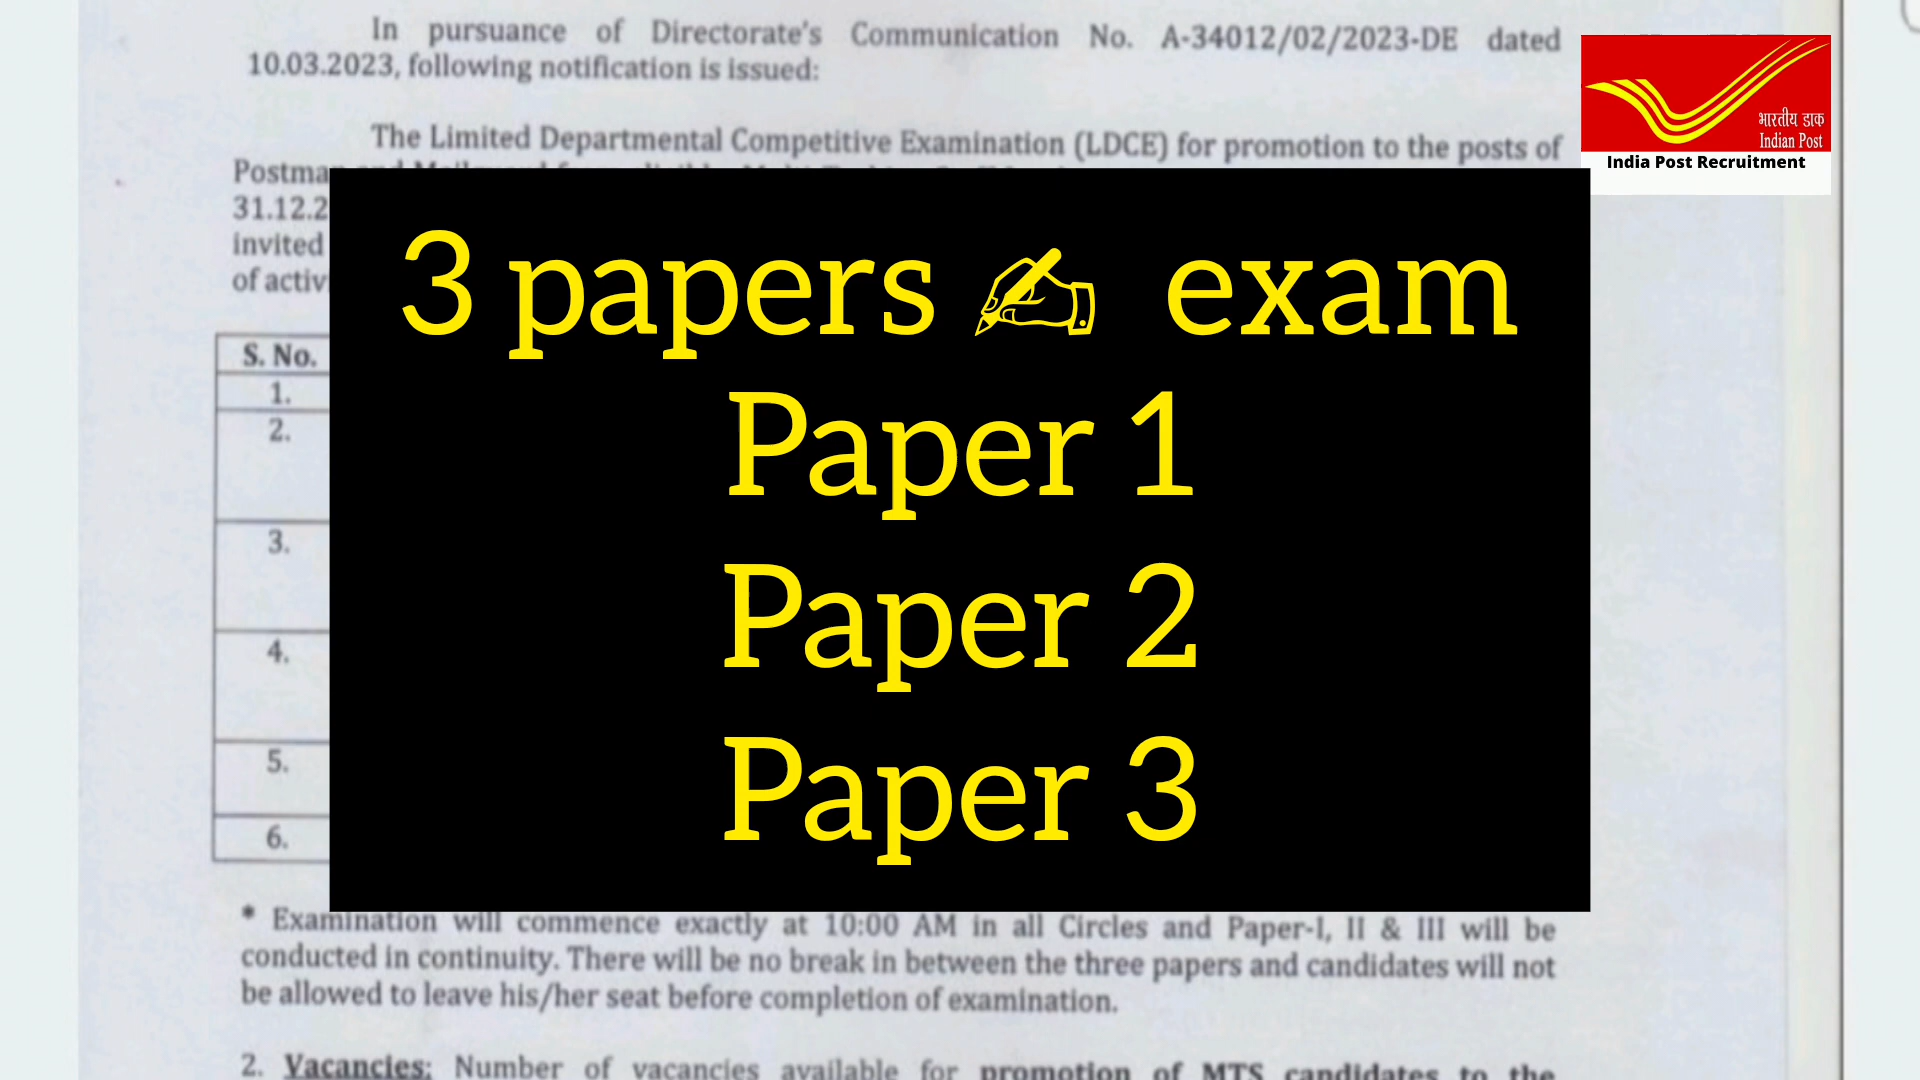 In pursuance of Directorate's Communication No. A-34012/02/2023-DE dated
10.03.2023, following notification is issued:
The Limited Departmental Competitive Examination (LDCE) for promotion to the posts of
31.12.2
invited
of activ
भारतीय डाक
Indian Post
India Post Recruitment
3 papers ✍ exam
Paper 1
Paper 2
Paper 3
S. No.
1.
2.
3.
4.
5.
6.
* Examination will commence exactly at 10:00 AM in all Circles and Paper-I, II & III will be
conducted in continuity. There will be no break in between the three papers and candidates will not
be allowed to leave his/her seat before completion of examination.
2. Vacancies: Number of vacancies available for promotion of MTS candidates to the